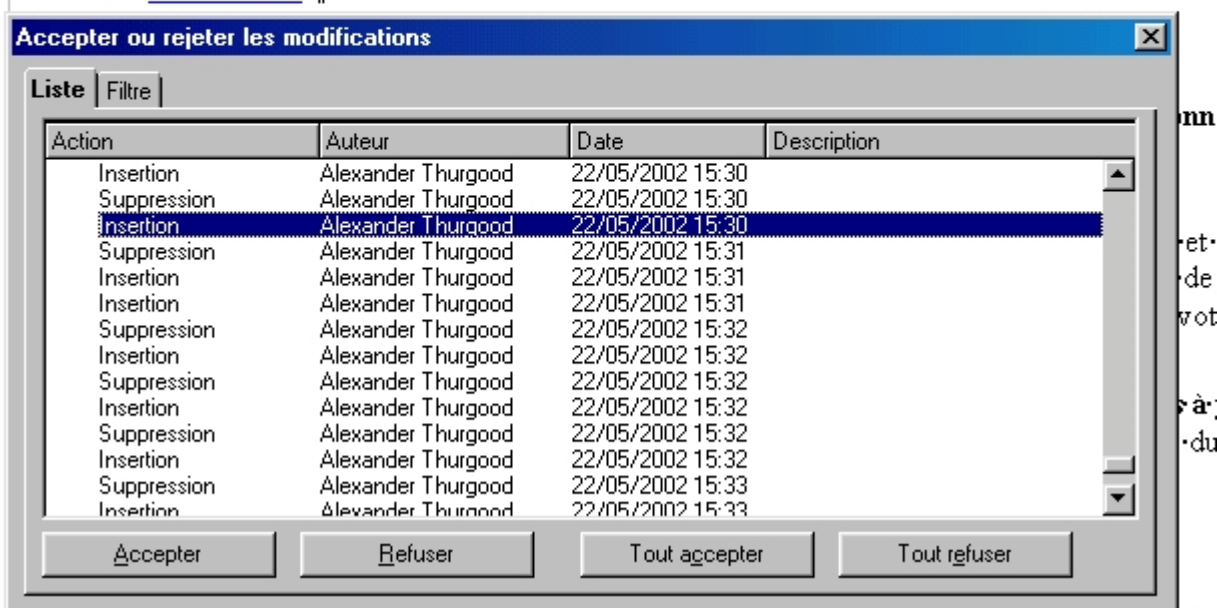 Accepter ou rejeter les modifications
Liste Filtre
Action Auteur Date Description
Insertion Alexander Thurgood 22/05/2002 15:30
Suppression Alexander Thurgood 22/05/2002 15:30
Insertion Alexander Thurgood 22/05/2002 15:30
Suppression Alexander Thurgood 22/05/2002 15:31
Insertion Alexander Thurgood 22/05/2002 15:31
Insertion Alexander Thurgood 22/05/2002 15:31
Suppression Alexander Thurgood 22/05/2002 15:32
Insertion Alexander Thurgood 22/05/2002 15:32
Suppression Alexander Thurgood 22/05/2002 15:32
Insertion Alexander Thurgood 22/05/2002 15:32
Suppression Alexander Thurgood 22/05/2002 15:32
Insertion Alexander Thurgood 22/05/2002 15:32
Suppression Alexander Thurgood 22/05/2002 15:33
Insertion Alexander Thurgood 22/05/2002 15:33
Accepter Refuser Tout accepter Tout refuser
onn
·et·
·de
vot
à·
·du